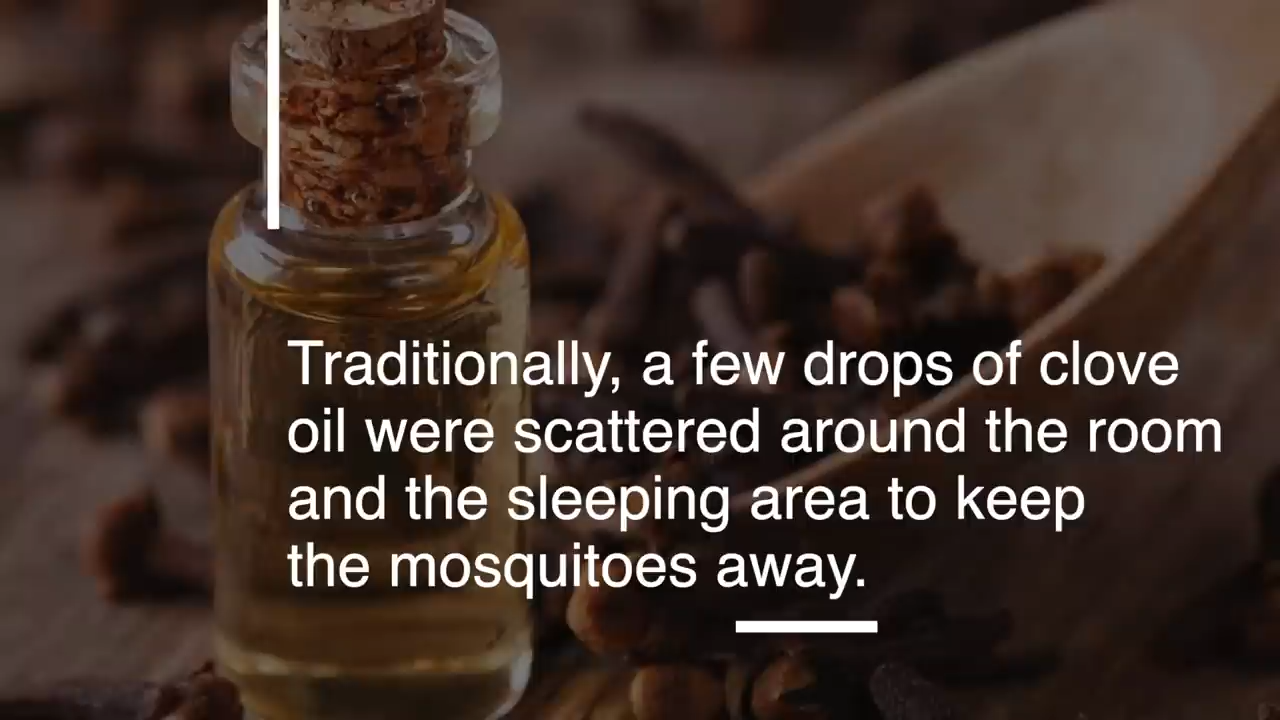 Traditionally, a few drops of clove
oil were scattered around the room
and the sleeping area to keep
the mosquitoes away.